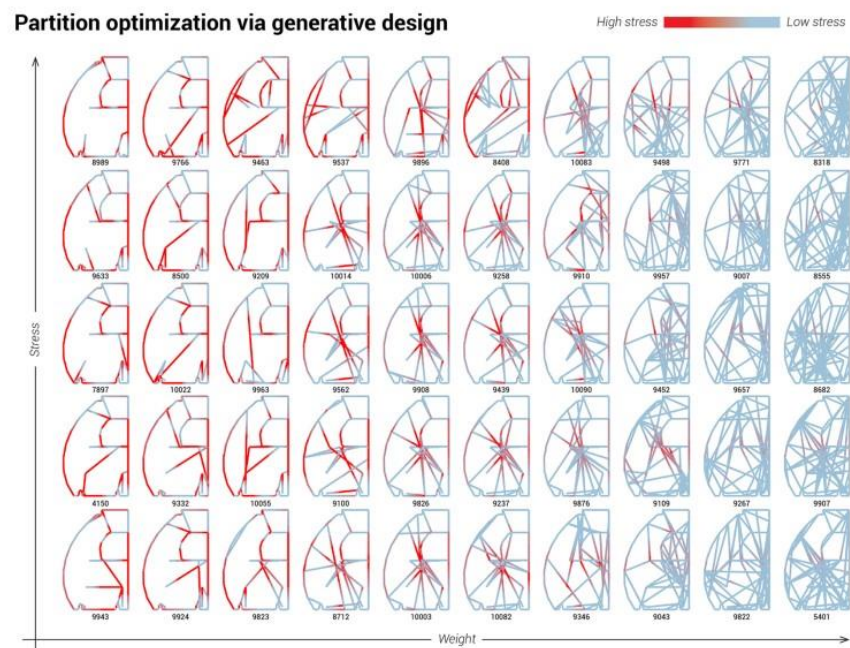 Partition optimization via generative design
High stress Low stress
Stress
8989 9766 9463 9537 9896 8408 10083 9498 9771 8318
9633 8500 9209 10014 10006 9258 9910 9957 9007 8555
7897 10022 9963 9562 9908 9439 10090 9452 9657 8682
4150 9332 10055 9100 9826 9237 9876 9109 9267 9907
9943 9924 9823 8712 10003 10082 9346 9043 9822 5401
Weight